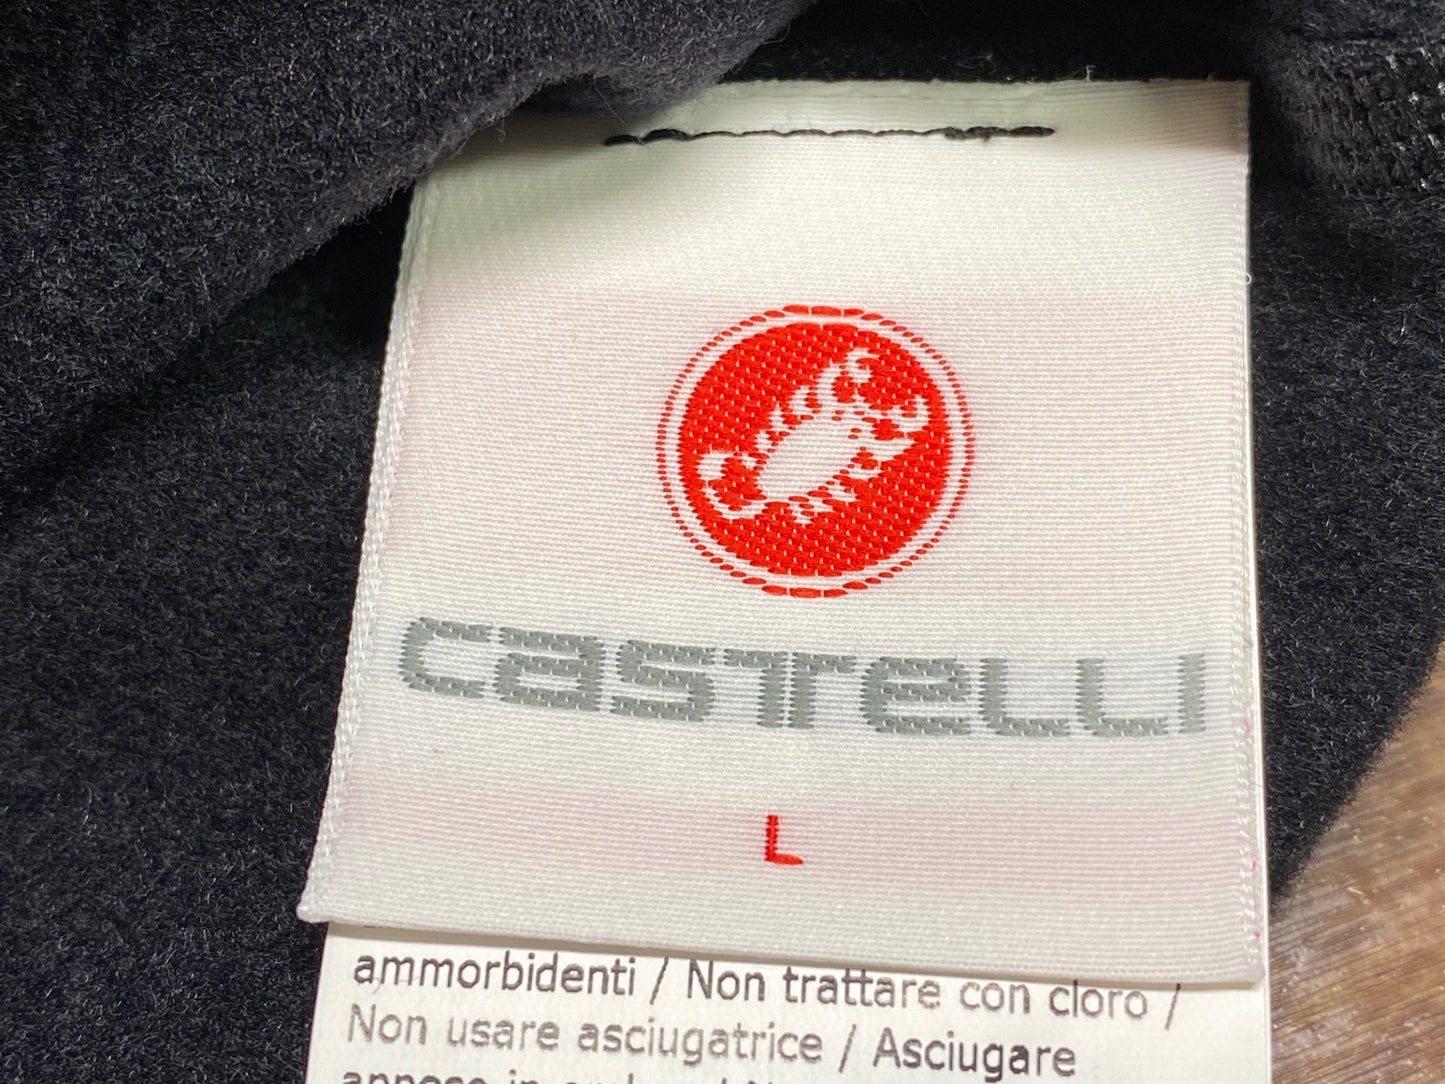 castelli
L
ammorbidenti / Non trattare con cloro /
Non usare asciugatrice / Asciugare